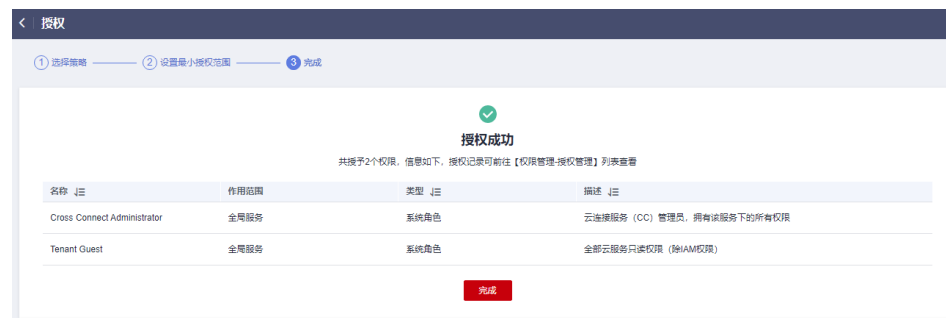 < 授权
1 选择策略 2 设置最小授权范围 3 完成
授权成功
共授予2个权限，信息如下，授权记录可前往【权限管理-授权管理】列表查看
名称 作用范围 类型 描述
Cross Connect Administrator 全局服务 系统角色 云连接服务（CC）管理员，拥有该服务下的所有权限
Tenant Guest 全局服务 系统角色 全部云服务只读权限（除IAM权限）
完成